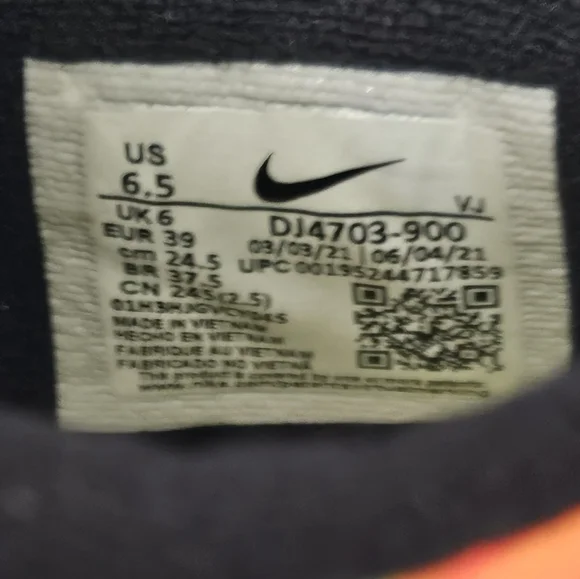 US
6.5
VJ
UK 6
DJ4703-900
EUR 39
03/03/21 06/04/21
cm 24.5
UPC 00195244717859
BR 37.5
CN 245(2.5)
MADE IN VIETNAM
HECHO EN VIETNAM
FABRIQUE AU VIETNAM
FABRICADO NO VIETNA